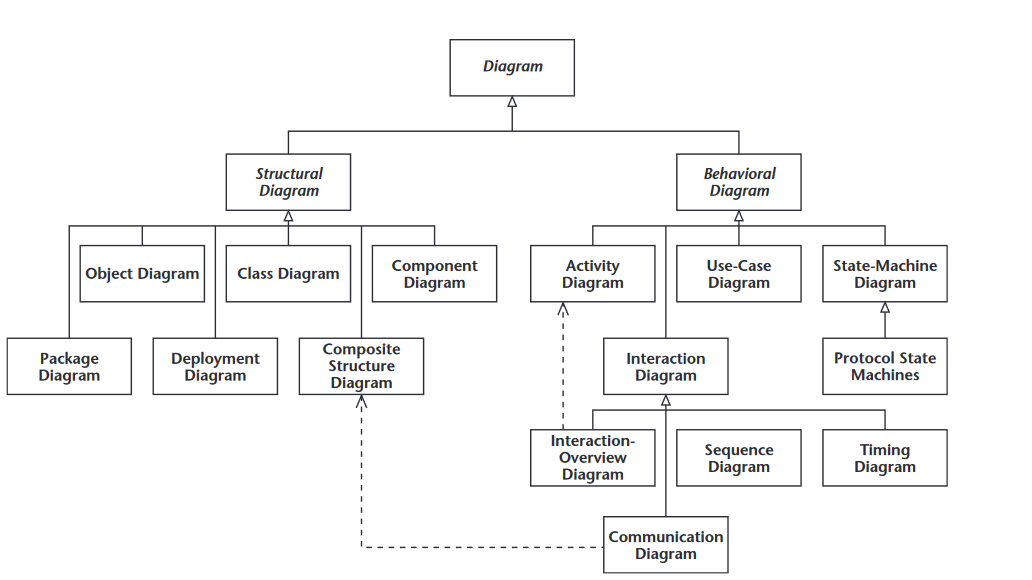 Diagram
Structural
Diagram
Behavioral
Diagram
Object Diagram
Class Diagram
Component
Diagram
Activity
Diagram
Use-Case
Diagram
State-Machine
Diagram
Package
Diagram
Deployment
Diagram
Composite
Structure
Diagram
Interaction
Diagram
Protocol State
Machines
Interaction-
Overview
Diagram
Sequence
Diagram
Timing
Diagram
Communication
Diagram